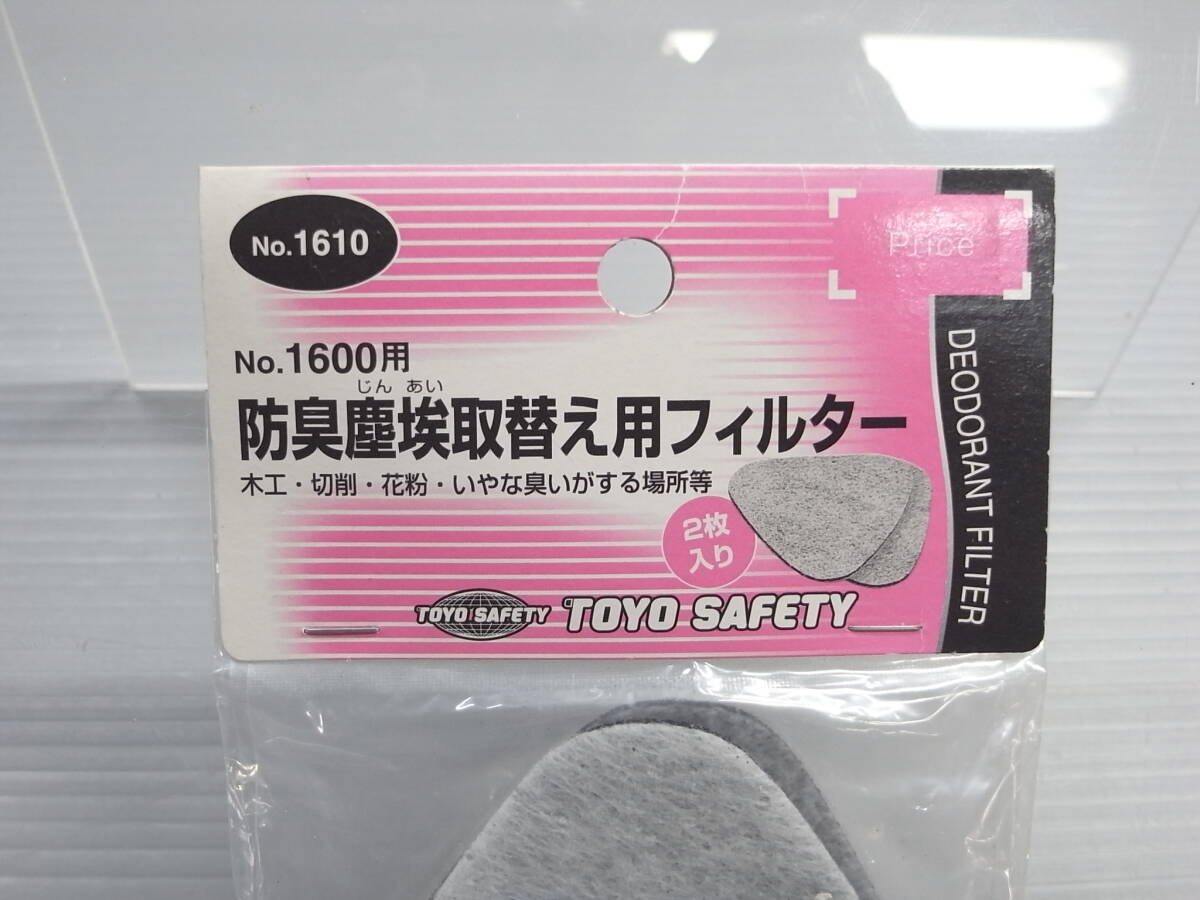 No.1610
Price
No.1600用
じん あい
防臭塵埃取替え用フィルター
木工・切削・花粉・いやな臭いがする場所等
2枚
入り
TOYO SAFETY
TOYO SAFETY
DEODORANT FILTER